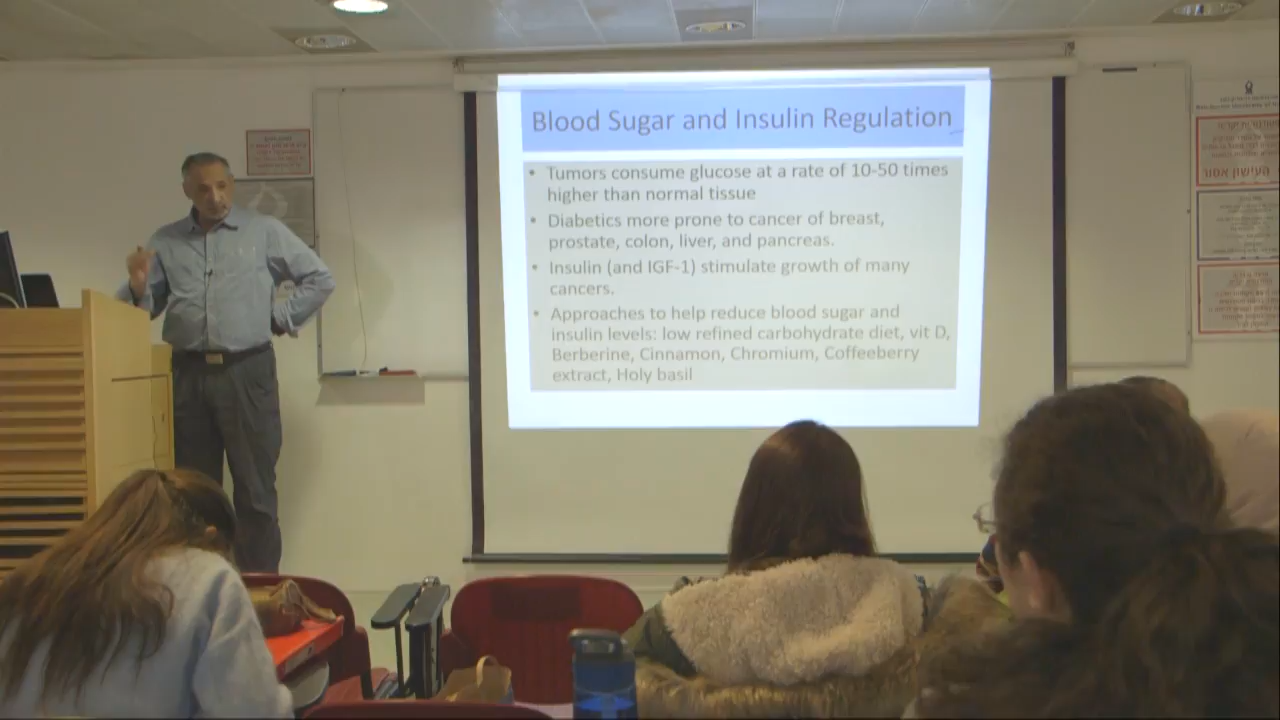 Blood Sugar and Insulin Regulation
• Tumors consume glucose at a rate of 10-50 times
higher than normal tissue
• Diabetics more prone to cancer of breast,
prostate, colon, liver, and pancreas.
• Insulin (and IGF-1) stimulate growth of many
cancers.
• Approaches to help reduce blood sugar and
insulin levels: low refined carbohydrate diet, vit D,
Berberine, Cinnamon, Chromium, Coffeeberry
extract, Holy basil
העישון אסור